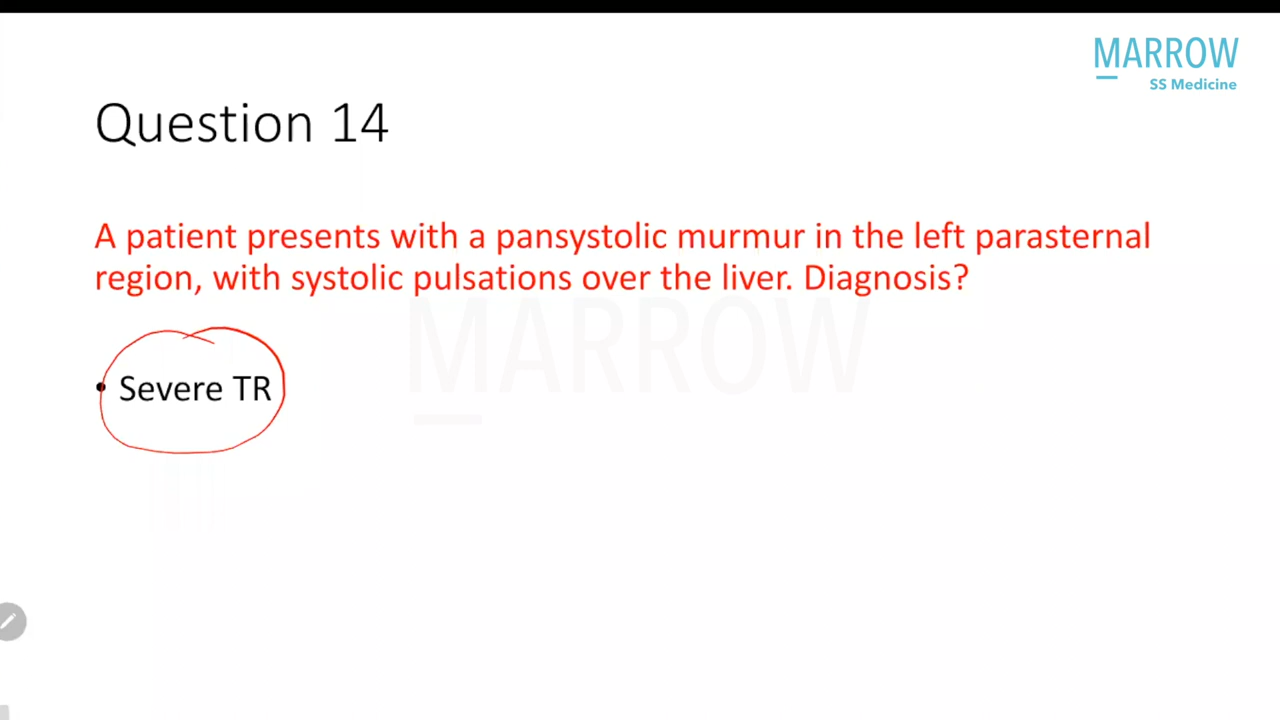 MARROW
SS Medicine
Question 14
A patient presents with a pansystolic murmur in the left parasternal
region, with systolic pulsations over the liver. Diagnosis?
MARROW
• Severe TR